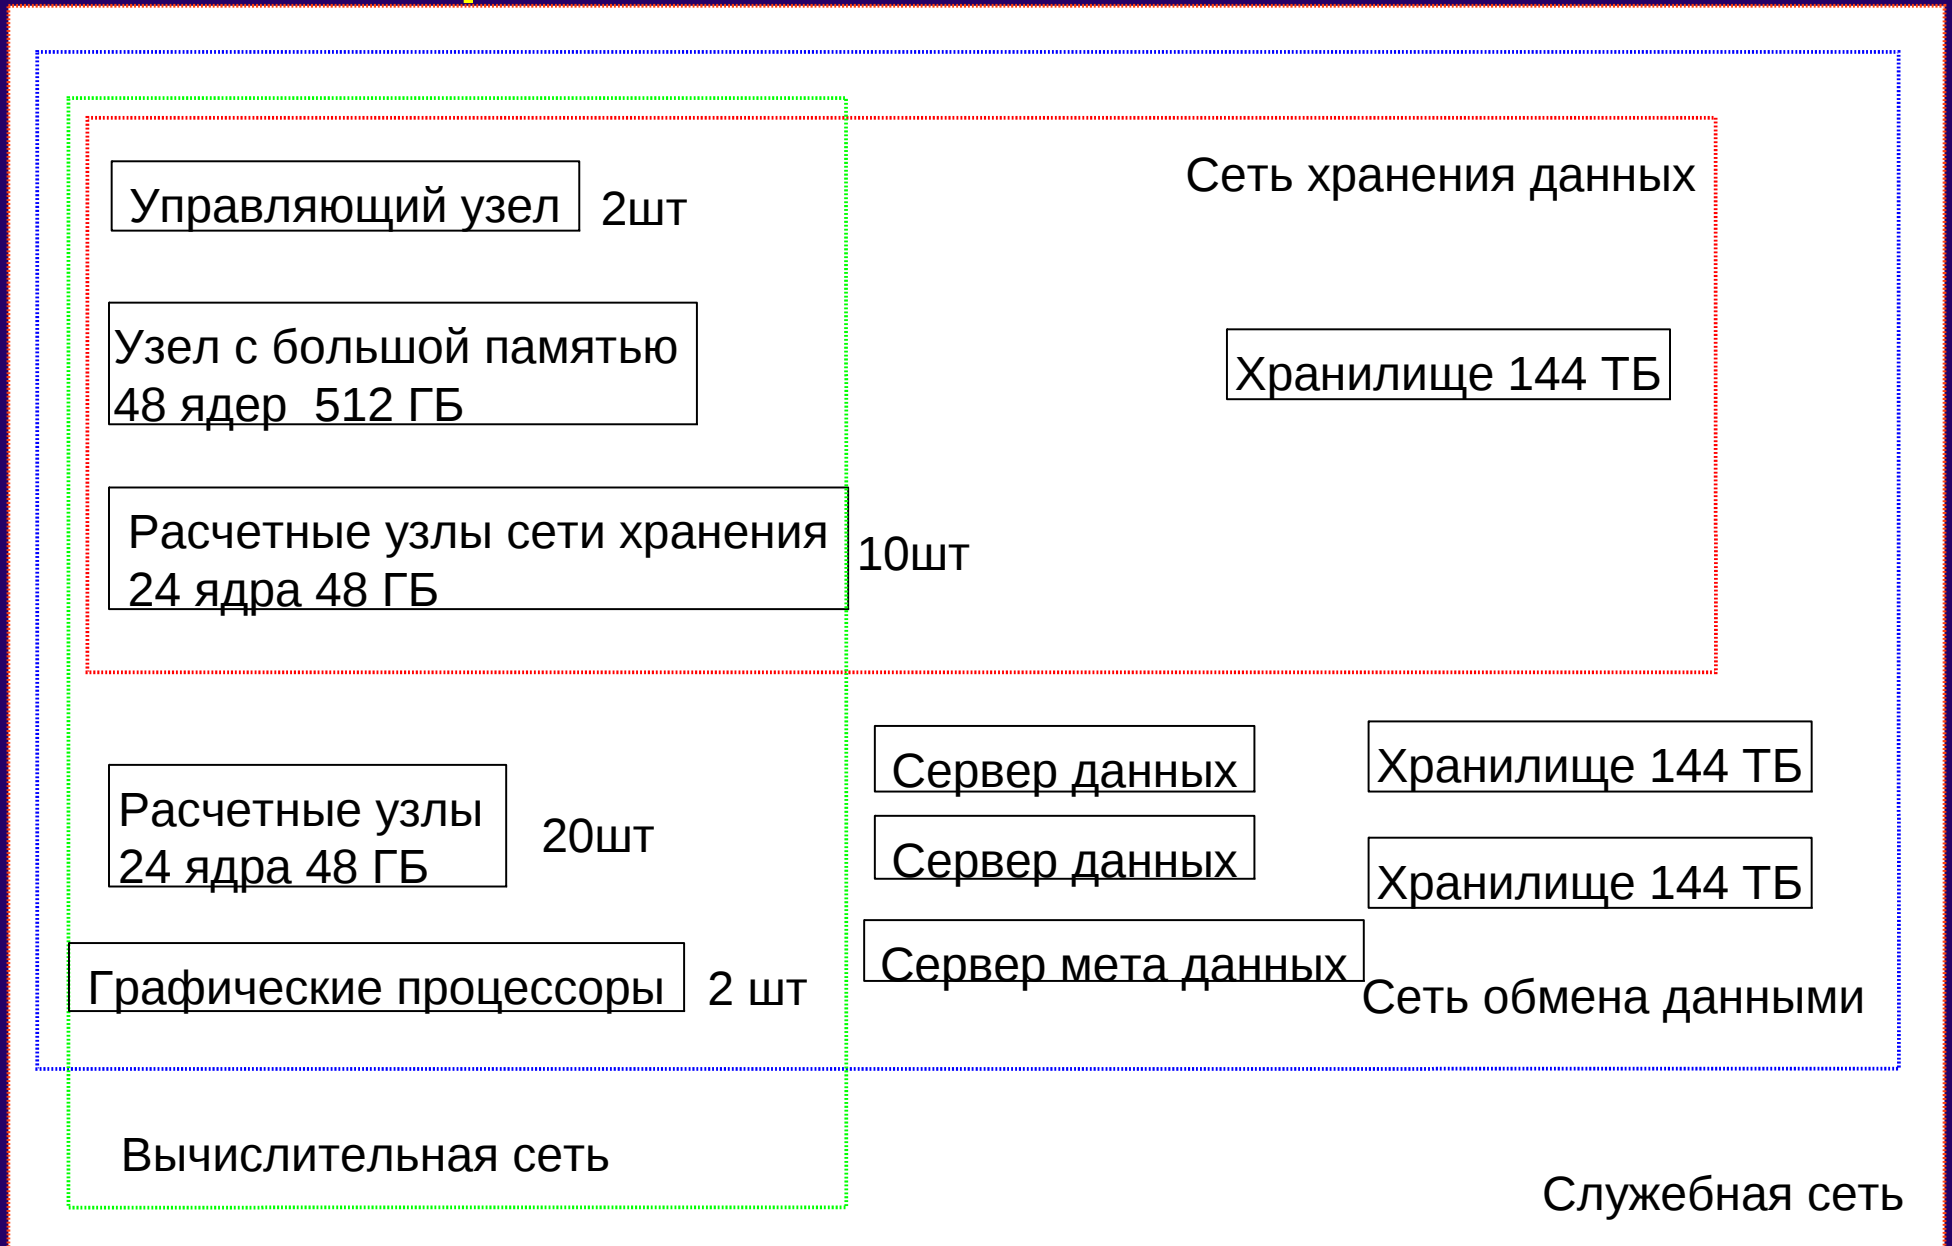 Сеть хранения данных
Управляющий узел
2шт
Узел с большой памятью
48 ядер  512 ГБ
Хранилище 144 ТБ
Расчетные узлы сети хранения
24 ядра 48 ГБ
10шт
Расчетные узлы
24 ядра 48 ГБ
20шт
Графические процессоры
2 шт
Сервер данных
Сервер данных
Сервер мета данных
Хранилище 144 ТБ
Хранилище 144 ТБ
Сеть обмена данными
Вычислительная сеть
Служебная сеть